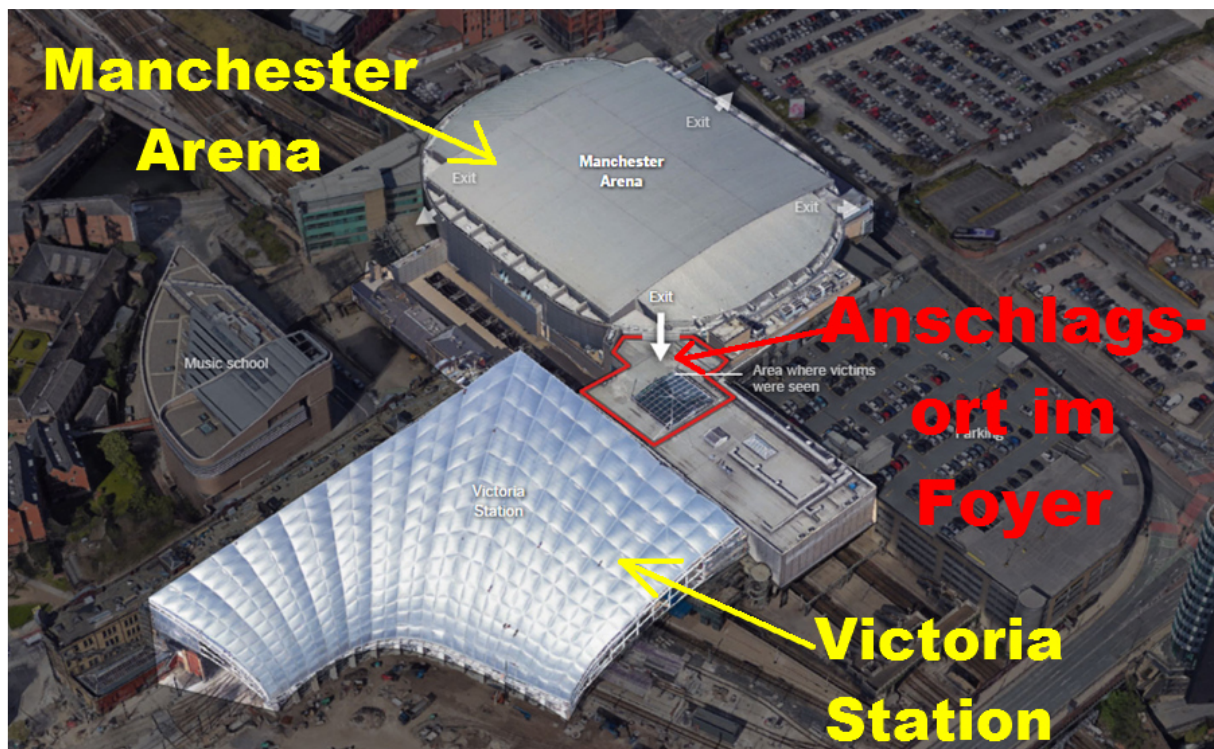 Manchester
Arena
Exit
Exit
Manchester
Arena
Exit
Exit
Anschlags-
ort im
Foyer
Area where victims
were seen
Music school
Parking
Victoria
Station
Victoria
Station